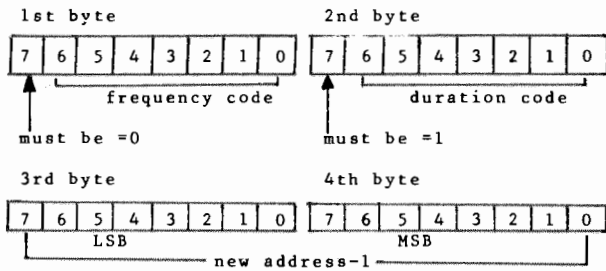 1st byte 2nd byte
7 6 5 4 3 2 1 0 7 6 5 4 3 2 1 0
frequency code duration code
must be =0 must be =1
3rd byte 4th byte
7 6 5 4 3 2 1 0 7 6 5 4 3 2 1 0
LSB MSB
new address-1